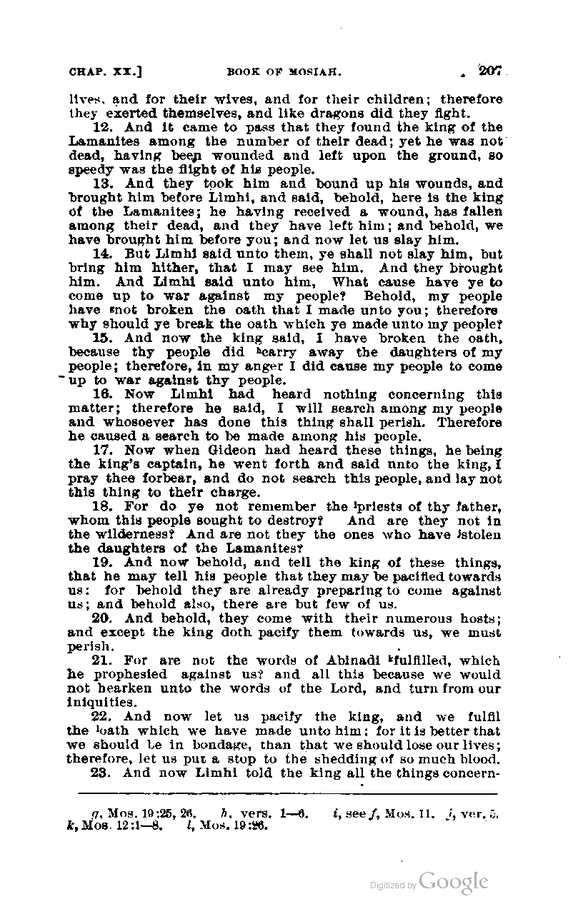 CHAP. XX.] BOOK OF MOSIAH. 207
lives, and for their wives, and for their children; therefore
they exerted themselves, and like dragons did they fight.
12. And it came to pass that they found the king of the
Lamanites among the number of their dead; yet he was not
dead, having been wounded and left upon the ground, so
speedy was the flight of his people.
13. And they took him and bound up his wounds, and
brought him before Limhi, and said, behold, here is the king
of the Lamanites; he having received a wound, has fallen
among their dead, and they have left him; and behold, we
have brought him before you; and now let us slay him.
14. But Limhi said unto them, ye shall not slay him, but
bring him hither, that I may see him. And they brought
him. And Limhi said unto him, What cause have ye to
come up to war against my people? Behold, my people
have gnot broken the oath that I made unto you; therefore
why should ye break the oath which ye made unto my people?
15. And now the king said, I have broken the oath,
because thy people did hcarry away the daughters of my
people; therefore, in my anger I did cause my people to come
up to war against thy people.
16. Now Limhi had heard nothing concerning this
matter; therefore he said, I will search among my people
and whosoever has done this thing shall perish. Therefore
he caused a search to be made among his people.
17. Now when Gideon had heard these things, he being
the king's captain, he went forth and said unto the king, I
pray thee forbear, and do not search this people, and lay not
this thing to their charge.
18. For do ye not remember the ipriests of thy father,
whom this people sought to destroy? And are they not in
the wilderness? And are not they the ones who have jstolen
the daughters of the Lamanites?
19. And now behold, and tell the king of these things,
that he may tell his people that they may be pacified towards
us: for behold they are already preparing to come against
us; and behold also, there are but few of us.
20. And behold, they come with their numerous hosts;
and except the king doth pacify them towards us, we must
perish.
21. For are not the words of Abinadi kfulfilled, which
he prophesied against us? and all this because we would
not hearken unto the words of the Lord, and turn from our
iniquities.
22. And now let us pacify the king, and we fulfil
the loath which we have made unto him: for it is better that
we should be in bondage, than that we should lose our lives;
therefore, let us put a stop to the shedding of so much blood.
23. And now Limhi told the king all the things concern-
g, Mos. 19:25, 26. h, vers. 1—6. i, see f, Mos. 11. j, ver. 5.
k, Mos. 12:1—8. l, Mos. 19:26.
Digitized by Google